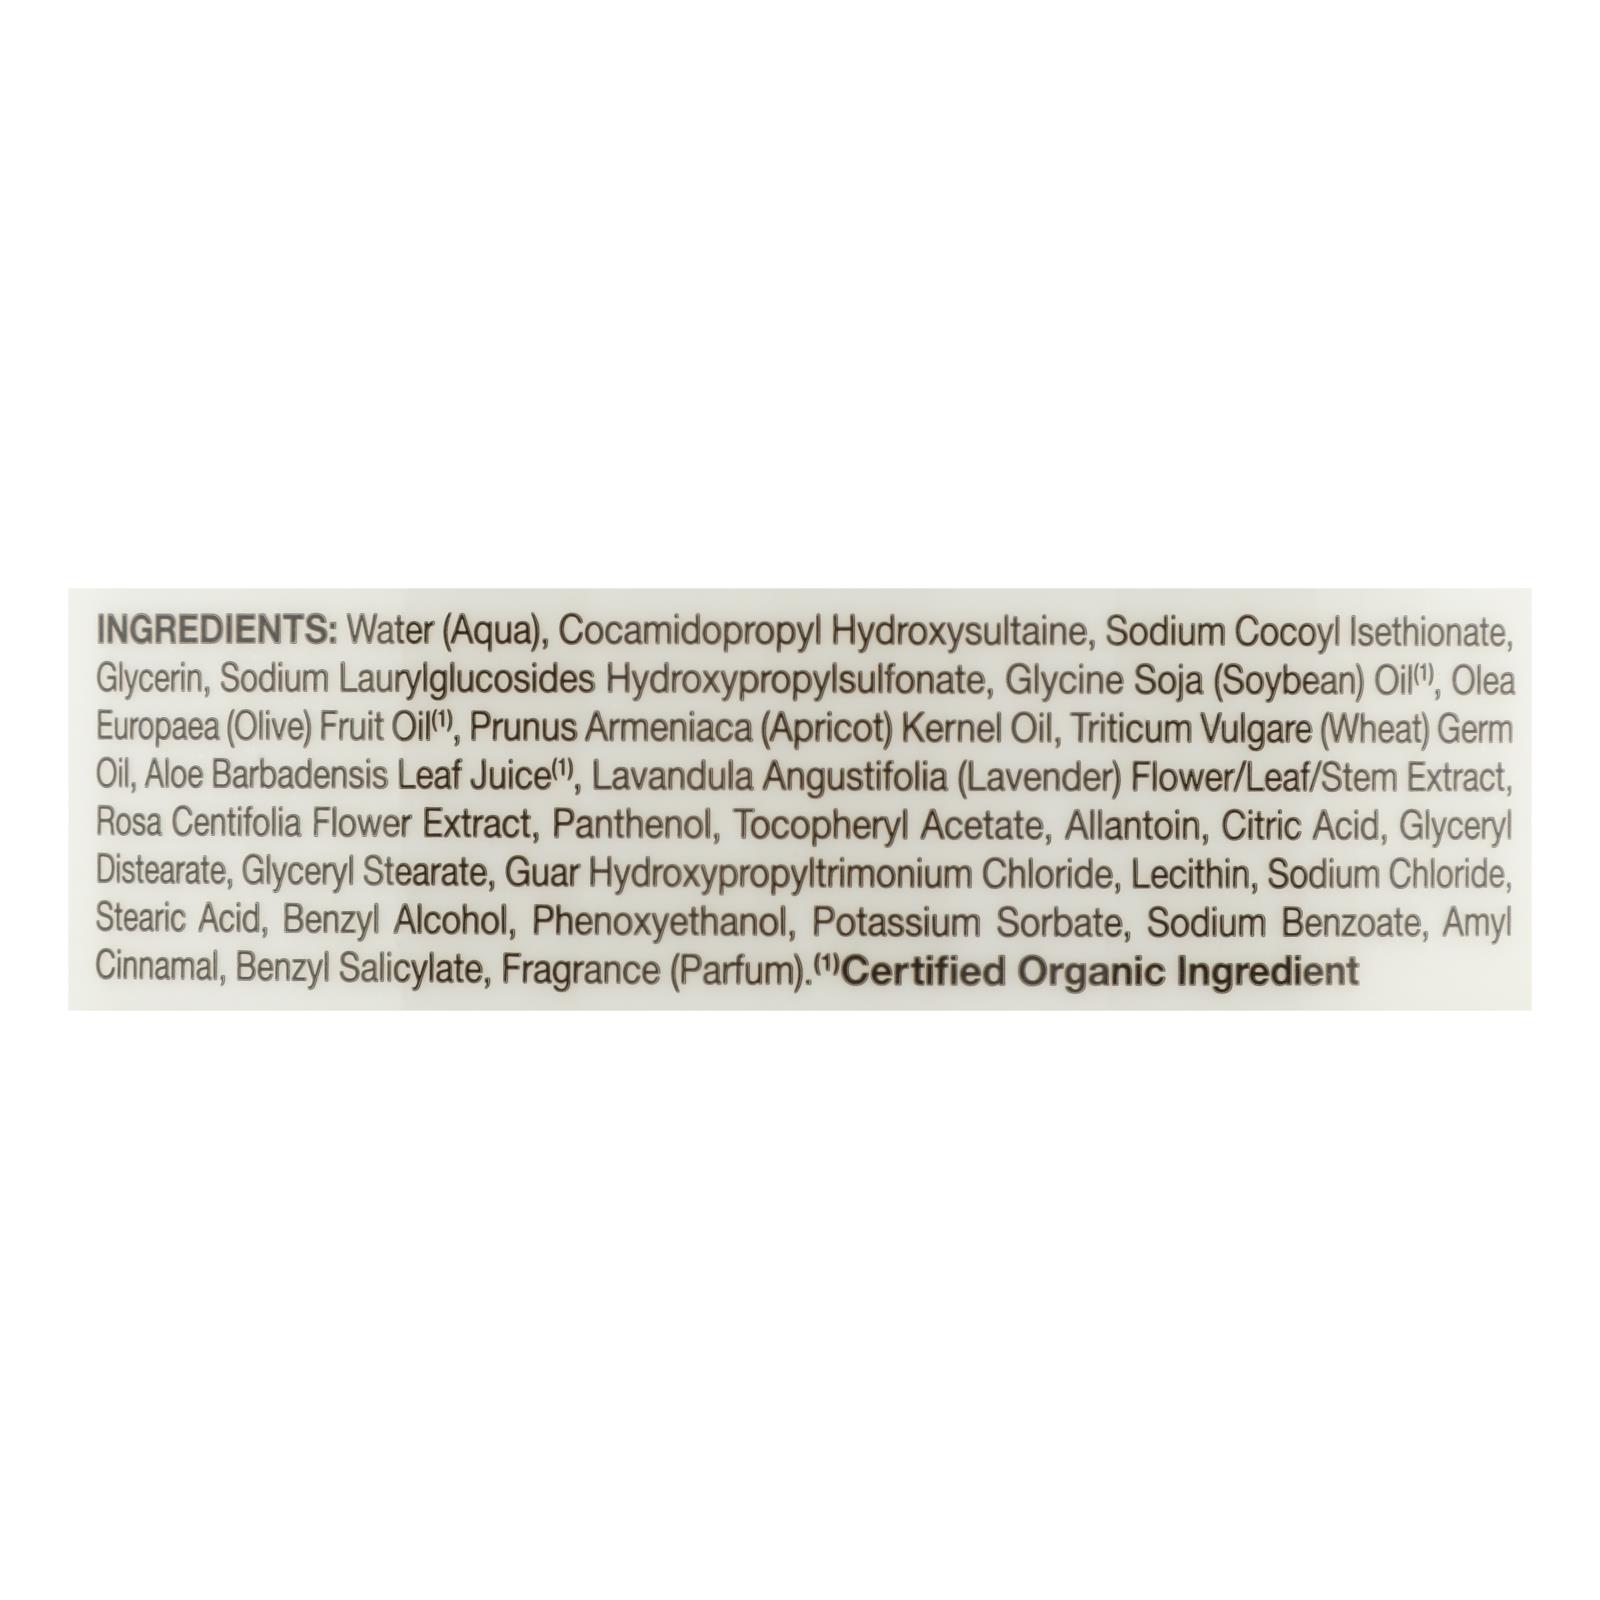 INGREDIENTS: Water (Aqua), Cocamidopropyl Hydroxysultaine, Sodium Cocoyl Isethionate,
Glycerin, Sodium Laurylglucosides Hydroxypropylsulfonate, Glycine Soja (Soybean) Oil⁽¹⁾, Olea
Europaea (Olive) Fruit Oil⁽¹⁾, Prunus Armeniaca (Apricot) Kernel Oil, Triticum Vulgare (Wheat) Germ
Oil, Aloe Barbadensis Leaf Juice⁽¹⁾, Lavandula Angustifolia (Lavender) Flower/Leaf/Stem Extract,
Rosa Centifolia Flower Extract, Panthenol, Tocopheryl Acetate, Allantoin, Citric Acid, Glyceryl
Distearate, Glyceryl Stearate, Guar Hydroxypropyltrimonium Chloride, Lecithin, Sodium Chloride,
Stearic Acid, Benzyl Alcohol, Phenoxyethanol, Potassium Sorbate, Sodium Benzoate, Amyl
Cinnamal, Benzyl Salicylate, Fragrance (Parfum).⁽¹⁾Certified Organic Ingredient